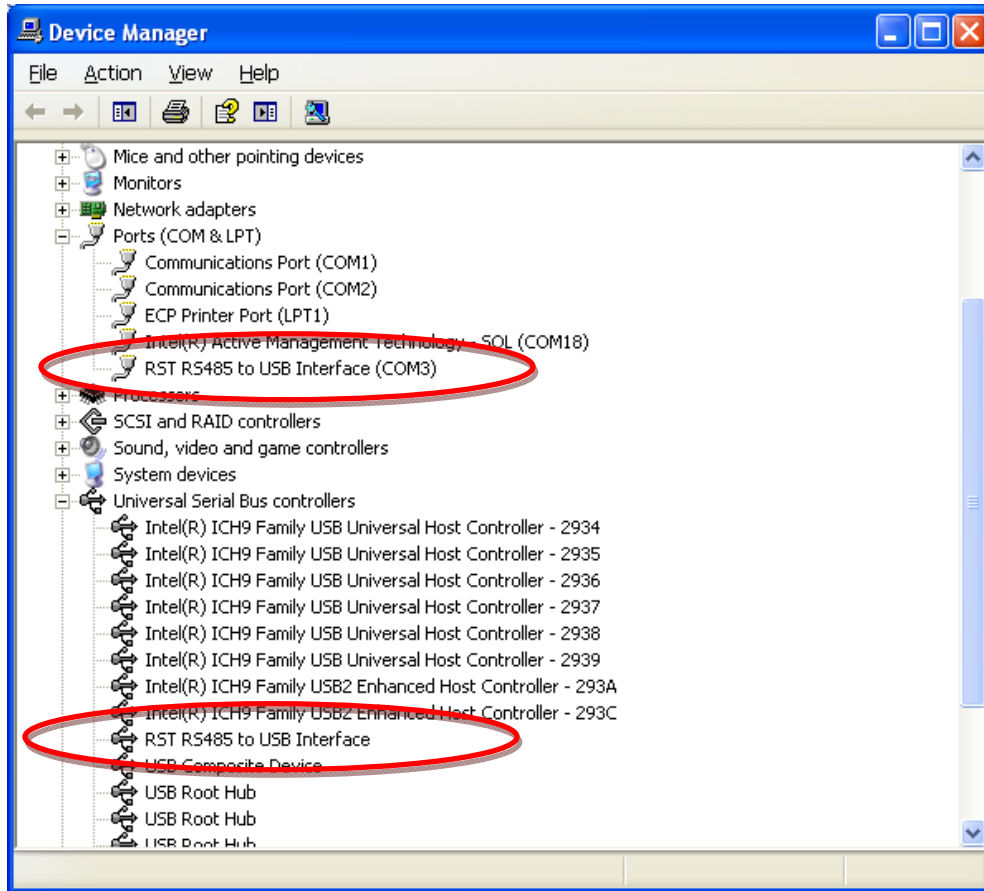 Device Manager
File Action View Help
Mice and other pointing devices
Monitors
Network adapters
Ports (COM & LPT)
Communications Port (COM1)
Communications Port (COM2)
ECP Printer Port (LPT1)
Intel(R) Active Management Technology - SOL (COM18)
RST RS485 to USB Interface (COM3)
Processors
SCSI and RAID controllers
Sound, video and game controllers
System devices
Universal Serial Bus controllers
Intel(R) ICH9 Family USB Universal Host Controller - 2934
Intel(R) ICH9 Family USB Universal Host Controller - 2935
Intel(R) ICH9 Family USB Universal Host Controller - 2936
Intel(R) ICH9 Family USB Universal Host Controller - 2937
Intel(R) ICH9 Family USB Universal Host Controller - 2938
Intel(R) ICH9 Family USB Universal Host Controller - 2939
Intel(R) ICH9 Family USB2 Enhanced Host Controller - 293A
Intel(R) ICH9 Family USB2 Enhanced Host Controller - 293C
RST RS485 to USB Interface
USB Composite Device
USB Root Hub
USB Root Hub
USB Root Hub